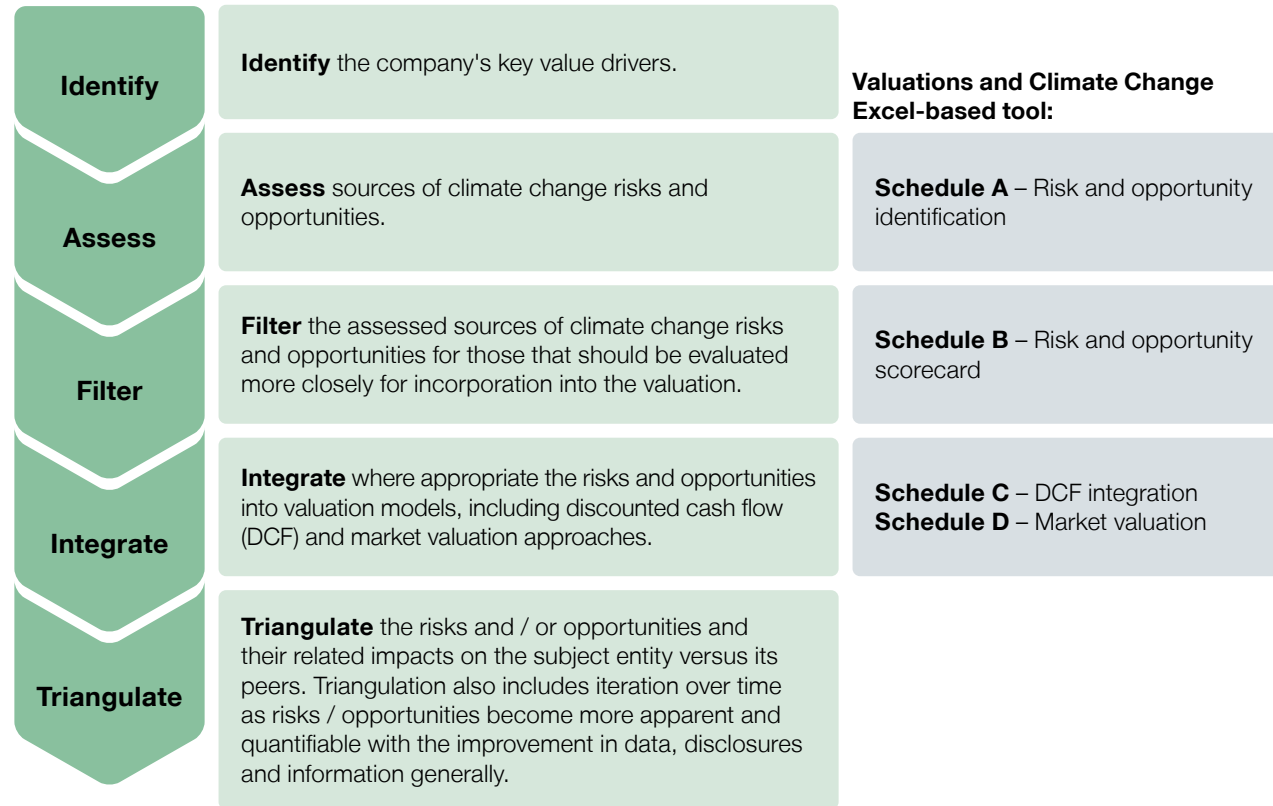 Identify
Identify the company's key value drivers.
Valuations and Climate Change
Excel-based tool:
Assess
Assess sources of climate change risks and
opportunities.
Schedule A – Risk and opportunity
identification
Filter
Filter the assessed sources of climate change risks
and opportunities for those that should be evaluated
more closely for incorporation into the valuation.
Schedule B – Risk and opportunity
scorecard
Integrate
Integrate where appropriate the risks and opportunities
into valuation models, including discounted cash flow
(DCF) and market valuation approaches.
Schedule C – DCF integration
Schedule D – Market valuation
Triangulate
Triangulate the risks and / or opportunities and
their related impacts on the subject entity versus its
peers. Triangulation also includes iteration over time
as risks / opportunities become more apparent and
quantifiable with the improvement in data, disclosures
and information generally.